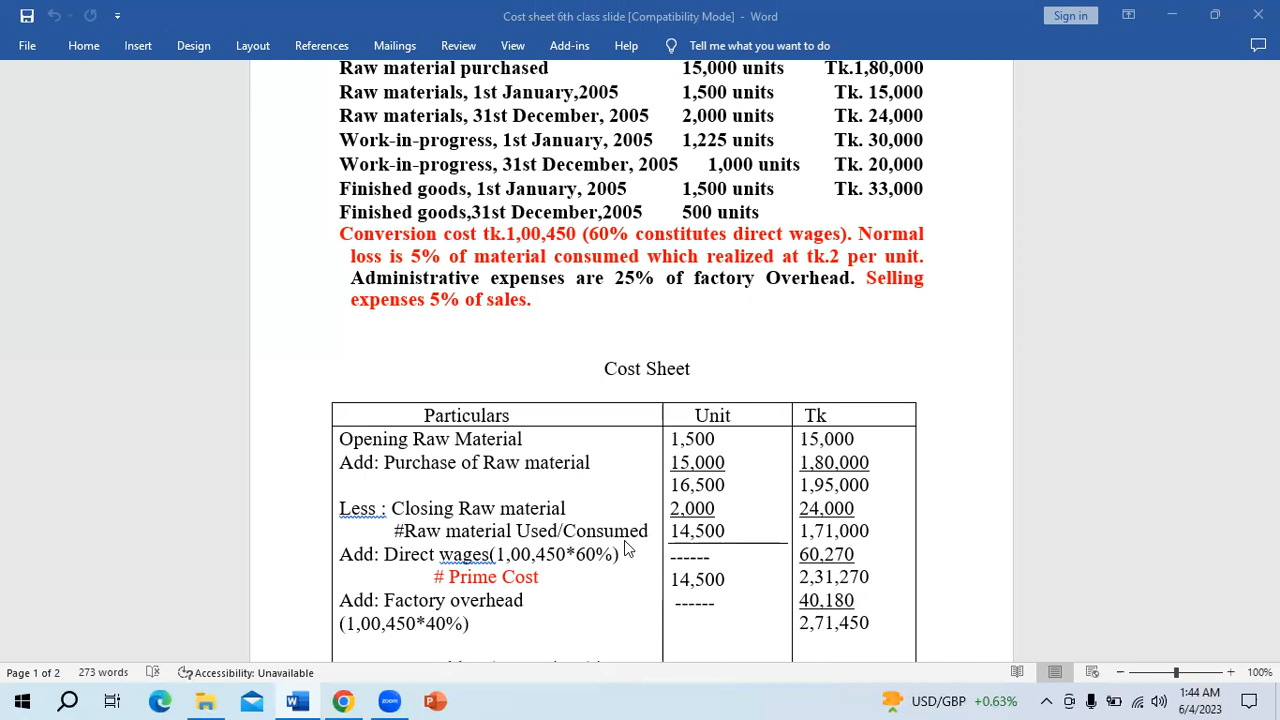 Cost sheet 6th class slide [Compatibility Mode] - Word
Sign in
File Home Insert Draw Design Layout References Mailings Review View Add-ins Help Tell me what you want to do
Raw material purchased 15,000 units Tk.1,80,000
Raw materials, 1st January,2005 1,500 units Tk. 15,000
Raw materials, 31st December, 2005 2,000 units Tk. 24,000
Work-in-progress, 1st January, 2005 1,225 units Tk. 30,000
Work-in-progress, 31st December, 2005 1,000 units Tk. 20,000
Finished goods, 1st January, 2005 1,500 units Tk. 33,000
Finished goods,31st December,2005 500 units
Conversion cost tk.1,00,450 (60% constitutes direct wages). Normal
loss is 5% of material consumed which realized at tk.2 per unit.
Administrative expenses are 25% of factory Overhead. Selling
expenses 5% of sales.
Cost Sheet
Particulars Unit Tk
Opening Raw Material 1,500 15,000
Add: Purchase of Raw material 15,000 1,80,000
16,500 1,95,000
Less : Closing Raw material 2,000 24,000
#Raw material Used/Consumed 14,500 1,71,000
Add: Direct wages(1,00,450*60%) ------ 60,270
# Prime Cost 14,500 2,31,270
Add: Factory overhead ------ 40,180
(1,00,450*40%) 2,71,450
Page 1 of 2 273 words Accessibility: Unavailable 100%
zoom
USD/GBP +0.63%
1:44 AM
6/4/2023